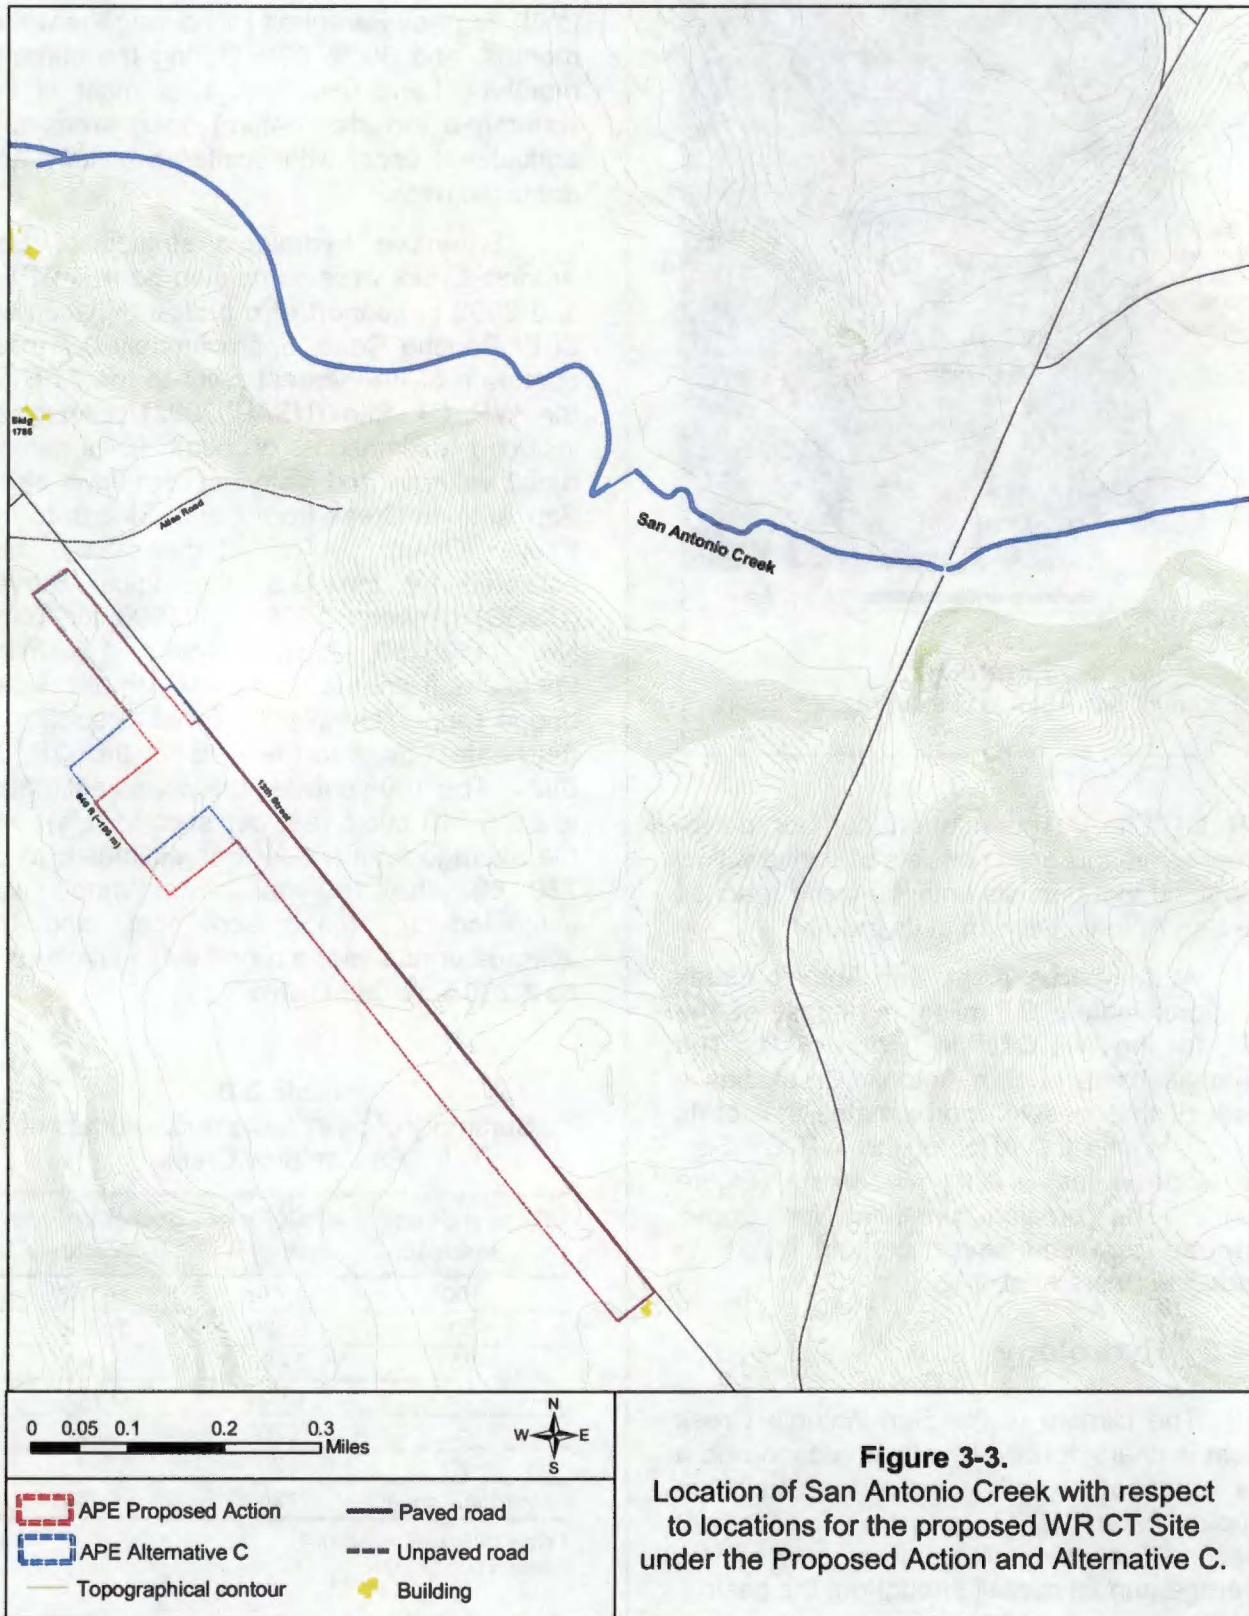 Bldg
1785
Atlas Road
San Antonio Creek
13th Street
0 0.05 0.1 0.2 0.3
Miles
N
W E
S
APE Proposed Action
Paved road
APE Alternative C
Unpaved road
Topographical contour
Building
Figure 3-3.
Location of San Antonio Creek with respect
to locations for the proposed WR CT Site
under the Proposed Action and Alternative C.